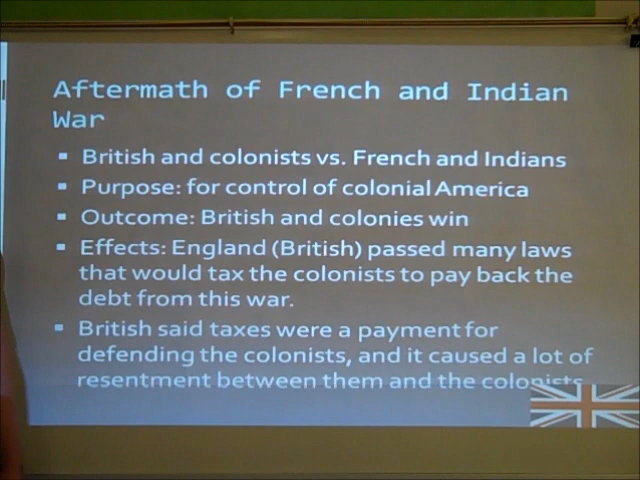 Aftermath of French and Indian
War
▪ British and colonists vs. French and Indians
▪ Purpose: for control of colonial America
▪ Outcome: British and colonies win
▪ Effects: England (British) passed many laws
that would tax the colonists to pay back the
debt from this war.
▪ British said taxes were a payment for
defending the colonists, and it caused a lot of
resentment between them and the colonists